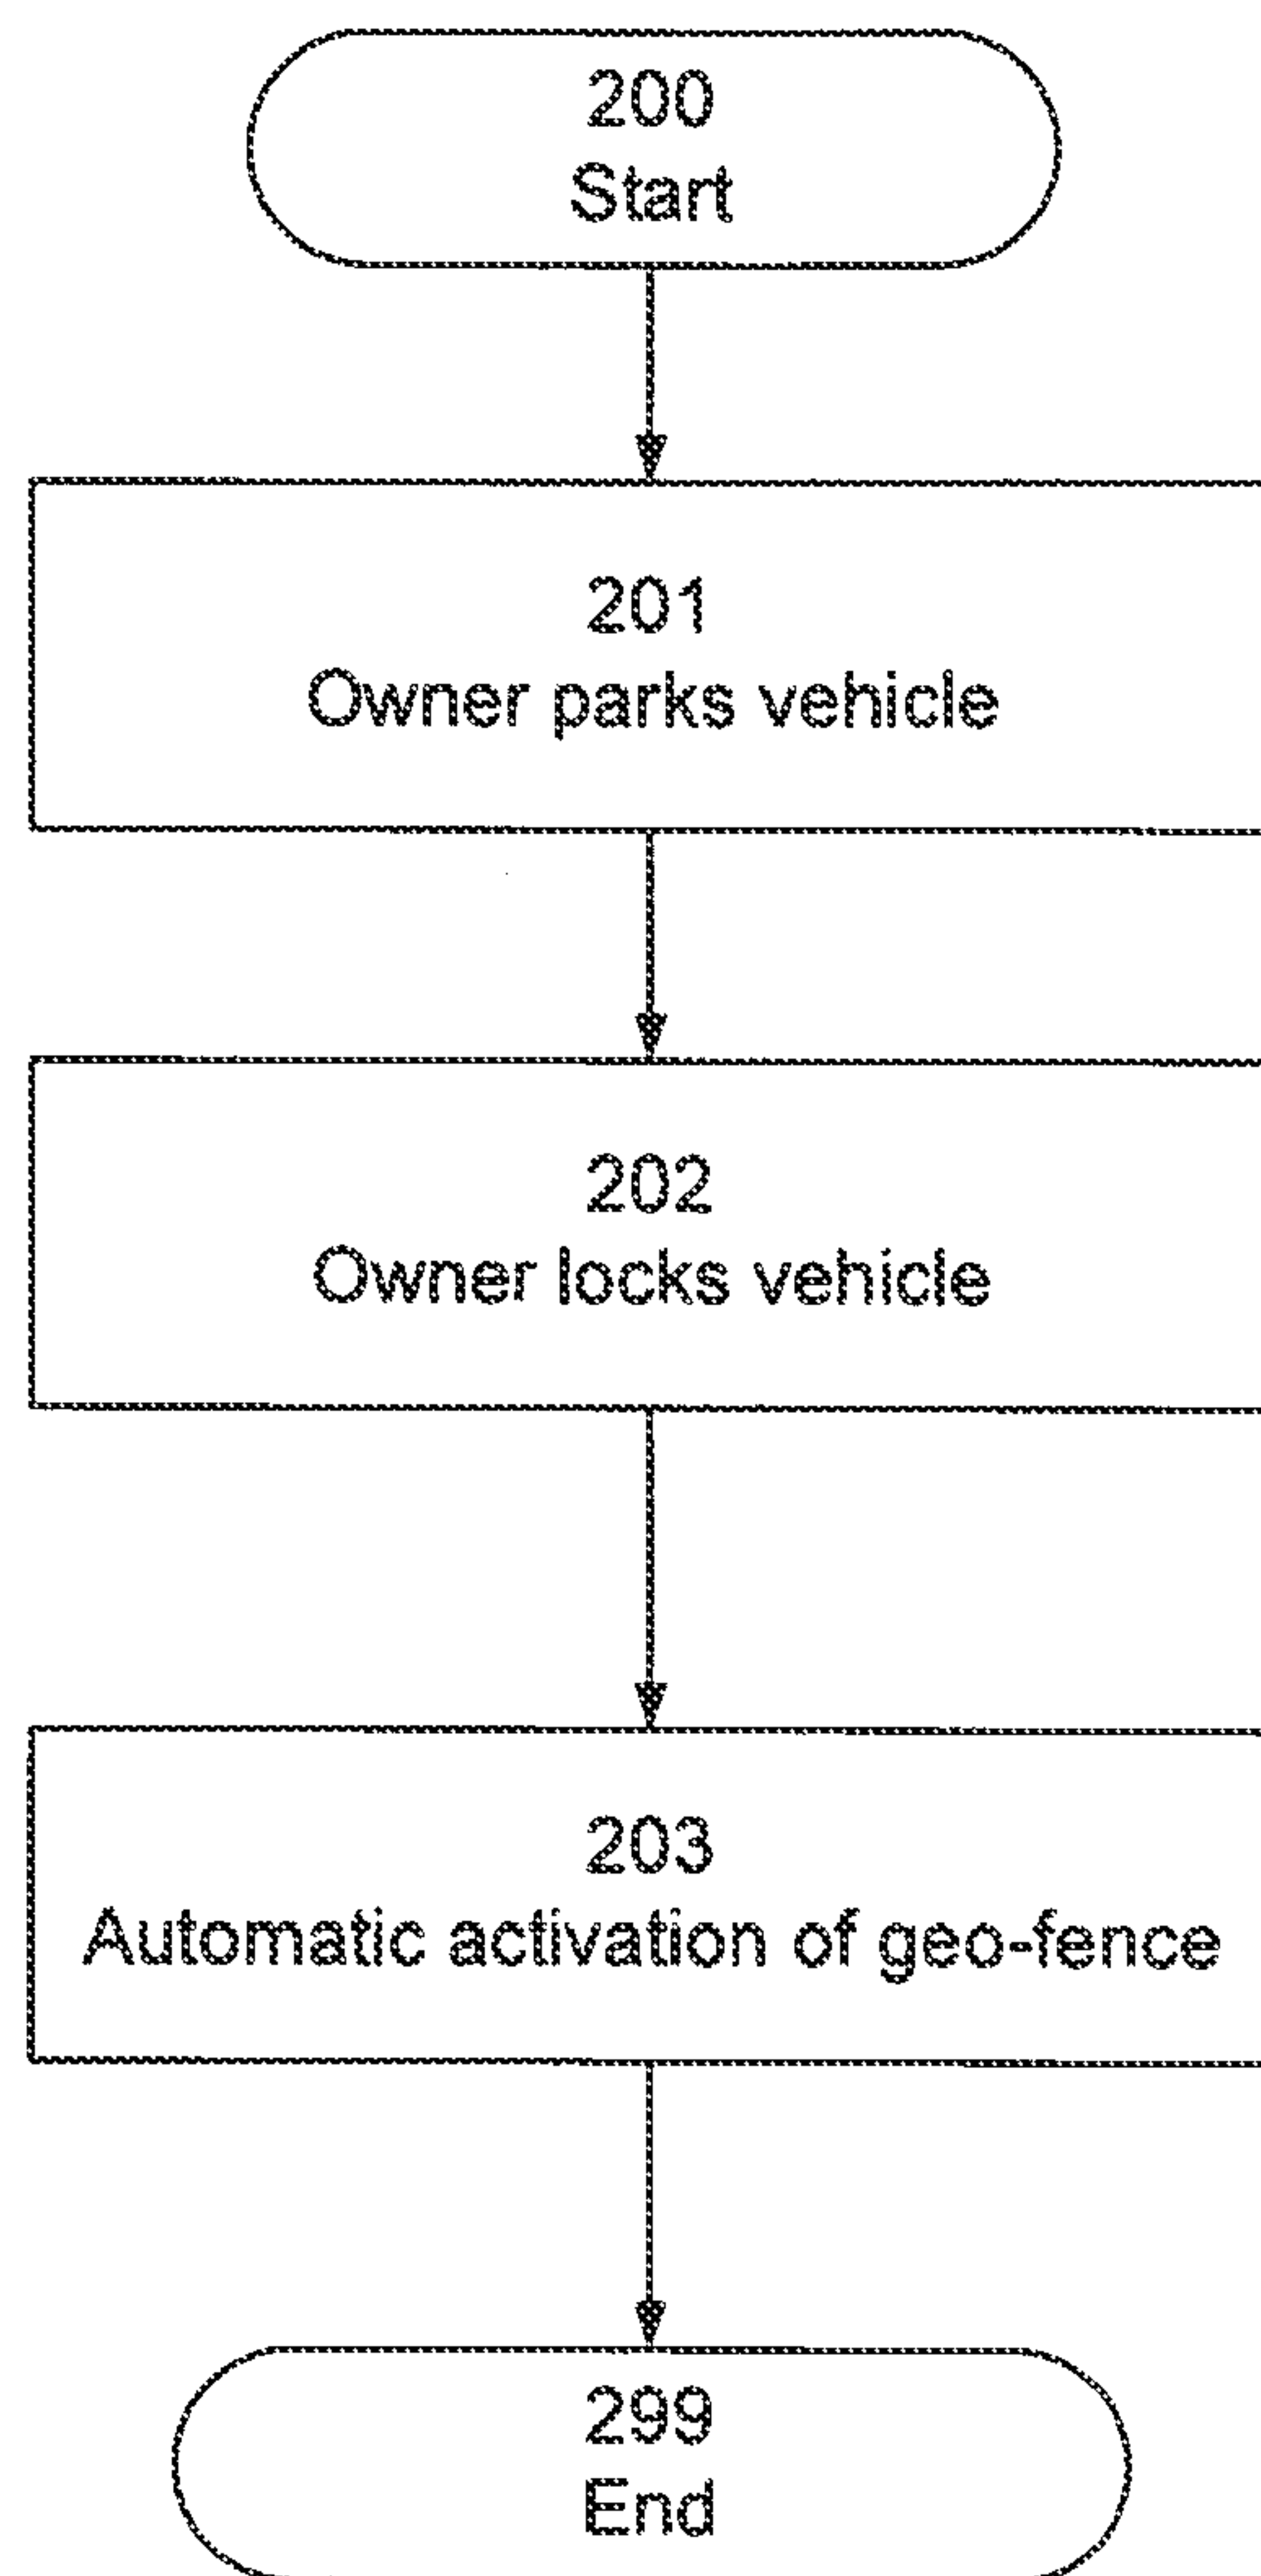 200
Start
201
Owner parks vehicle
202
Owner locks vehicle
203
Automatic activation of geo-fence
299
End